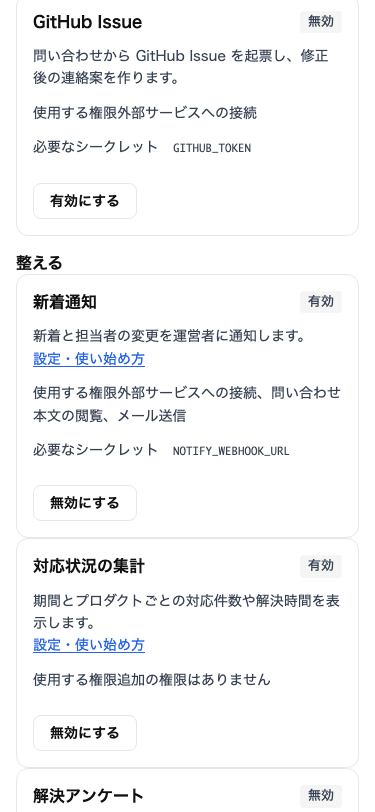 GitHub Issue 無効
問い合わせから GitHub Issue を起票し、修正
後の連絡案を作ります。
使用する権限外部サービスへの接続
必要なシークレット GITHUB_TOKEN
有効にする
整える
新着通知 有効
新着と担当者の変更を運営者に通知します。
設定・使い始め方
使用する権限外部サービスへの接続、問い合わせ
本文の閲覧、メール送信
必要なシークレット NOTIFY_WEBHOOK_URL
無効にする
対応状況の集計 有効
期間とプロダクトごとの対応件数や解決時間を表
示します。
設定・使い始め方
使用する権限追加の権限はありません
無効にする
解決アンケート 無効